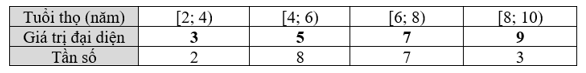 Tuổi thọ (năm) [2; 4) [4; 6) [6; 8) [8; 10)
Giá trị đại diện 3 5 7 9
Tần số 2 8 7 3